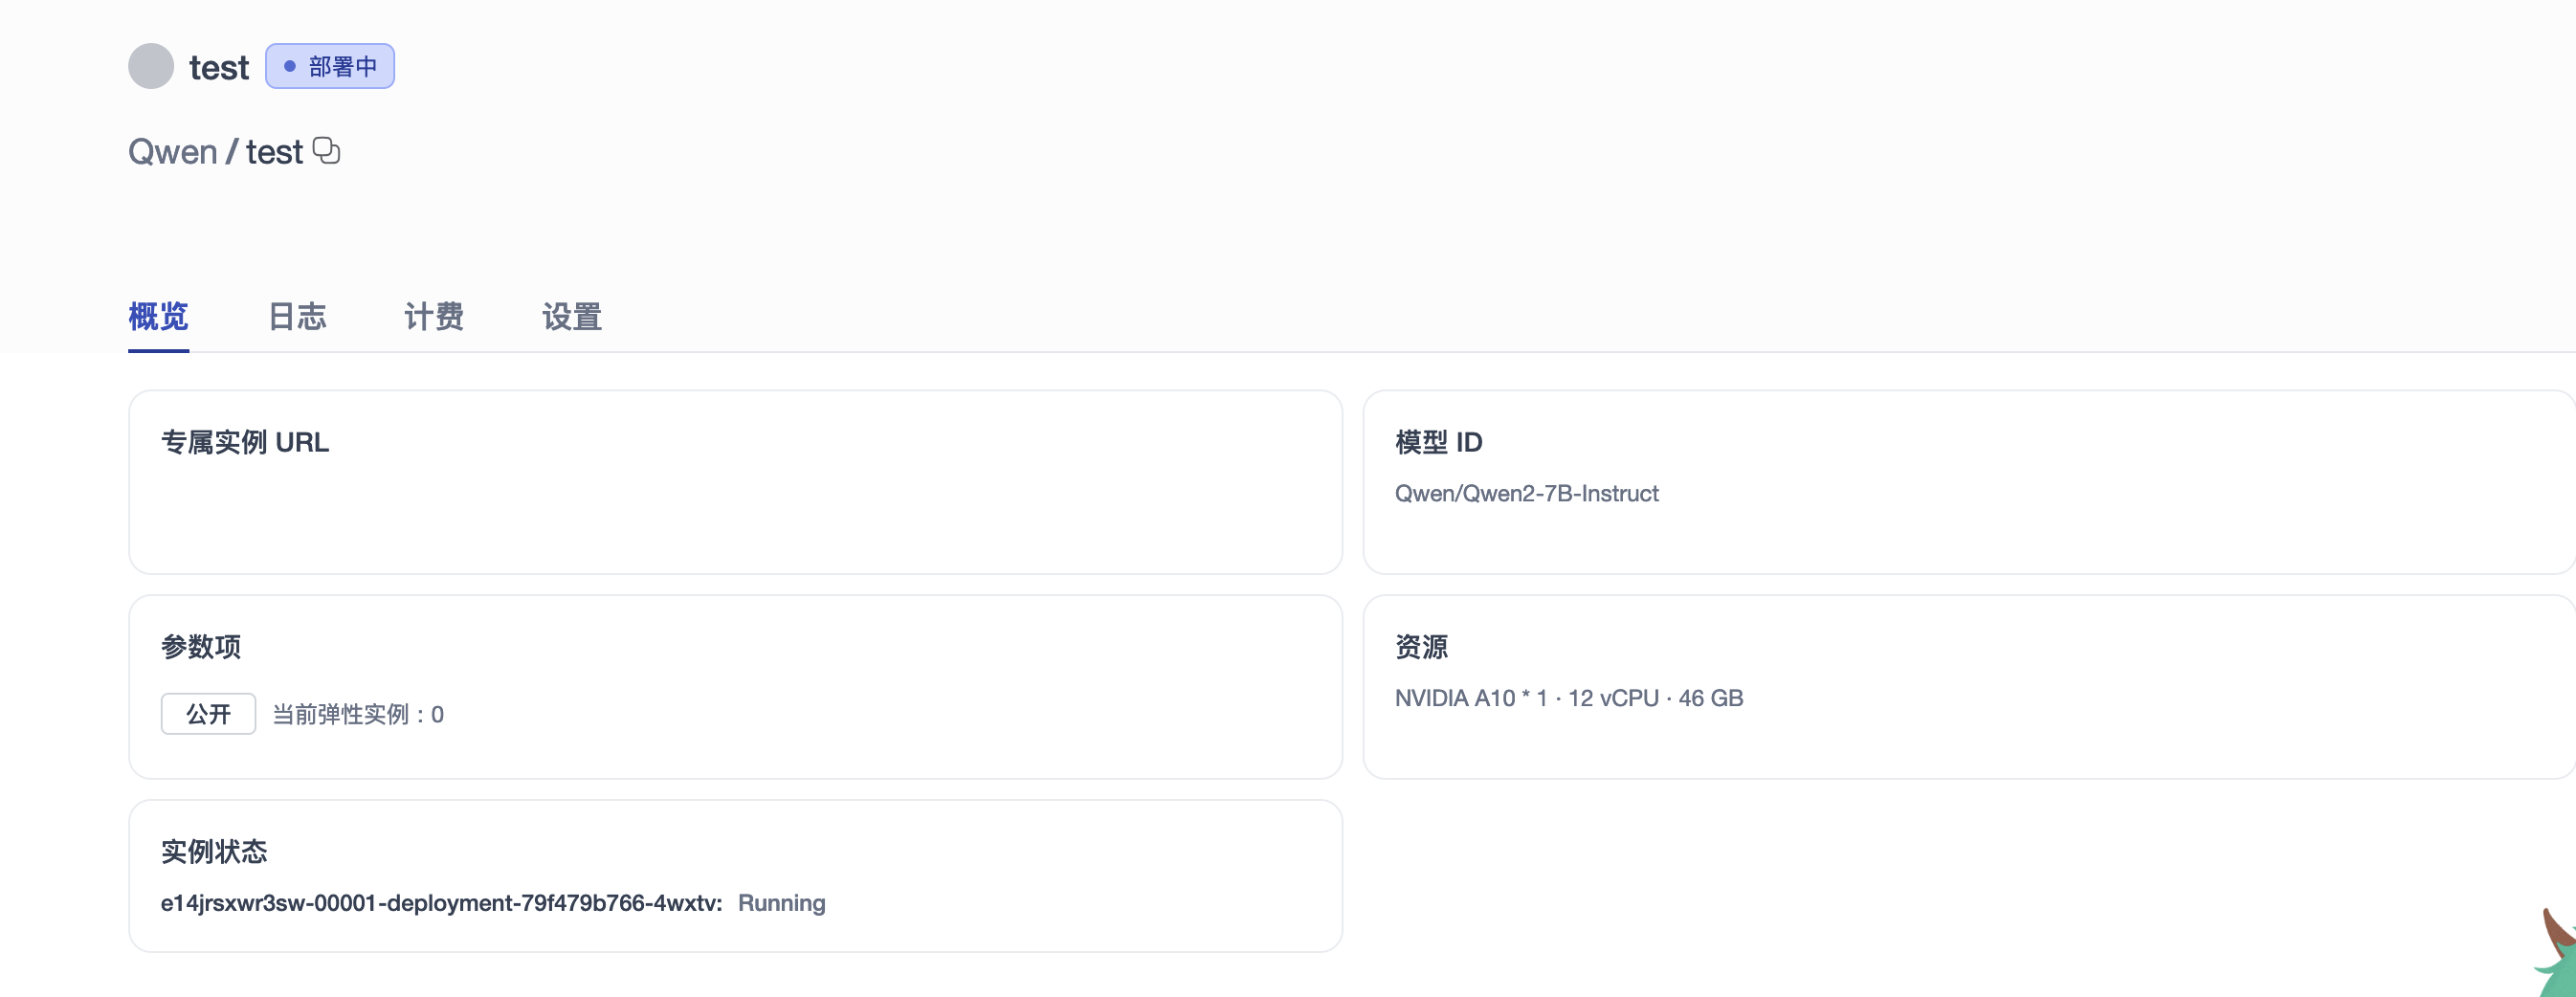 test 部署中
Qwen / test
概览 日志 计费 设置
专属实例 URL
模型 ID
Qwen/Qwen2-7B-Instruct
参数项
公开 当前弹性实例：0
资源
NVIDIA A10 * 1 · 12 vCPU · 46 GB
实例状态
e14jrsxwr3sw-00001-deployment-79f479b766-4wxtv: Running